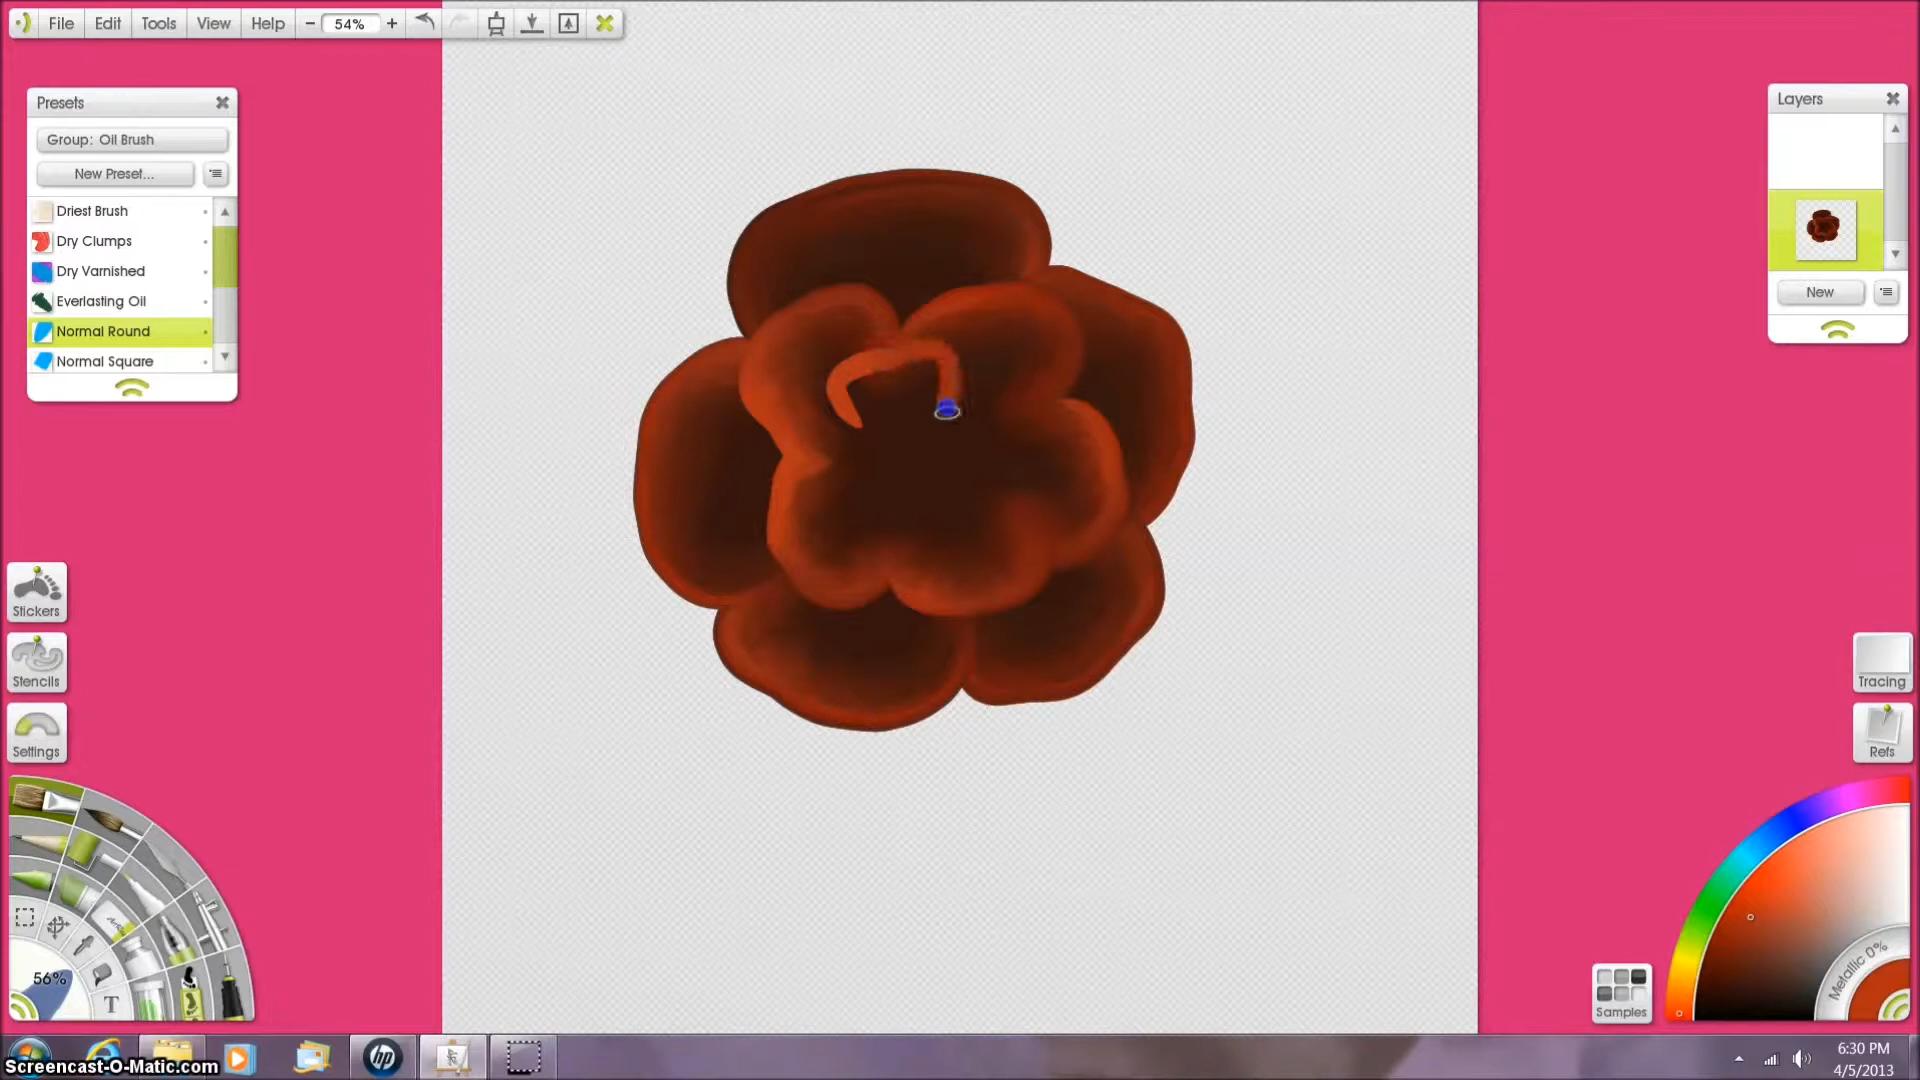 File Edit Tools View Help − 54% +
Presets
Group: Oil Brush
New Preset...
Driest Brush
Dry Clumps
Dry Varnished
Everlasting Oil
Normal Round
Normal Square
Layers
New
Stickers
Stencils
Settings
Tracing
Refs
56%
T
Metallic 0%
Samples
hp
Screencast-O-Matic.com
6:30 PM
4/5/2013